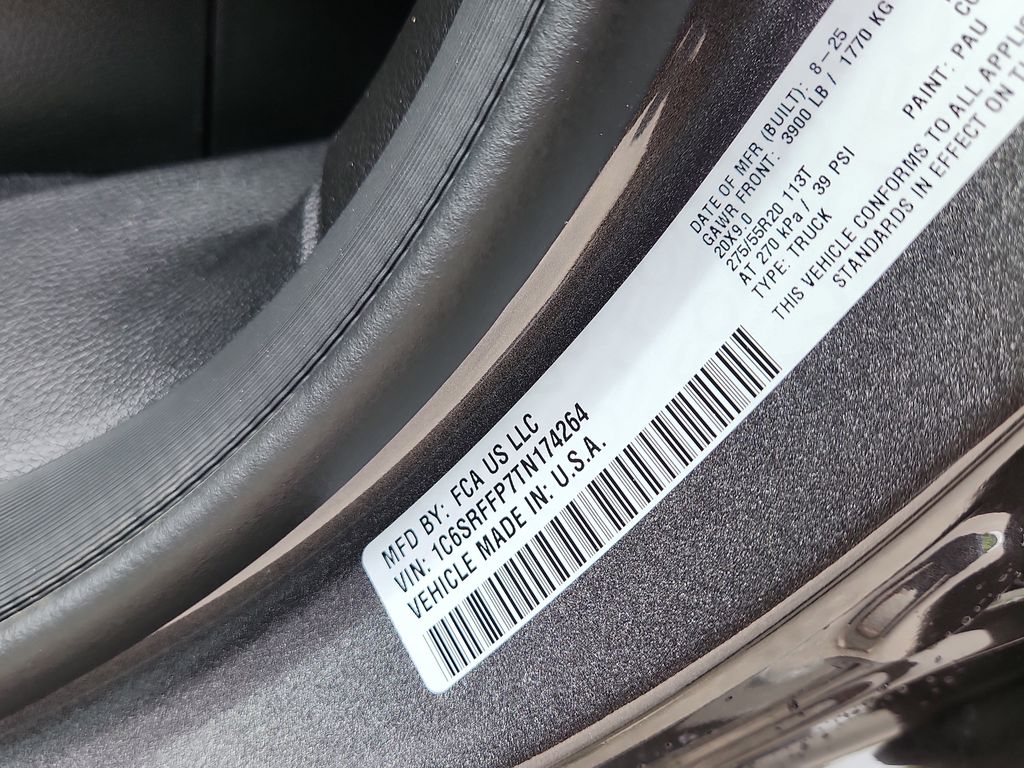 MFD BY: FCA US LLC
VIN: 1C6SRFFP7TN174264
VEHICLE MADE IN: U.S.A.
DATE OF MFR (BUILT): 8-25
GAWR FRONT: 3900 LB / 1770 KG
20X9.0
275/55R20 113T
AT 270 kPa / 39 PSI
TYPE: TRUCK
PAINT: PAU
THIS VEHICLE CONFORMS TO ALL
STANDARDS IN EFFECT ON